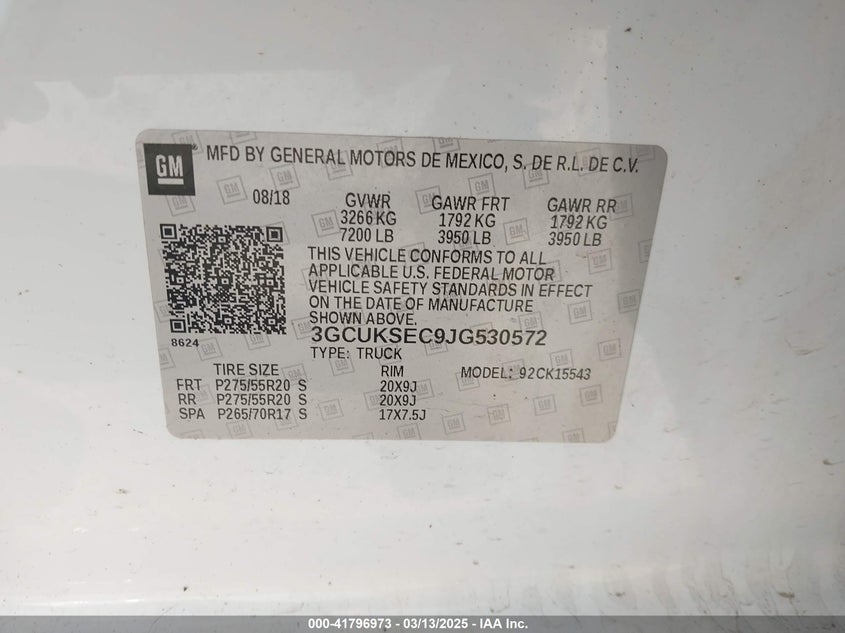 GM
MFD BY GENERAL MOTORS DE MEXICO, S. DE R.L. DE C.V.
08/18 GVWR GAWR FRT GAWR RR
3266 KG 1792 KG 1792 KG
7200 LB 3950 LB 3950 LB
THIS VEHICLE CONFORMS TO ALL
APPLICABLE U.S. FEDERAL MOTOR
VEHICLE SAFETY STANDARDS IN EFFECT
ON THE DATE OF MANUFACTURE
SHOWN ABOVE.
8624
3GCUKSEC9JG530572
TYPE: TRUCK
TIRE SIZE RIM MODEL: 92CK15543
FRT P275/55R20 S 20X9J
RR P275/55R20 S 20X9J
SPA P265/70R17 S 17X7.5J
000-41796973 - 03/13/2025 - IAA Inc.